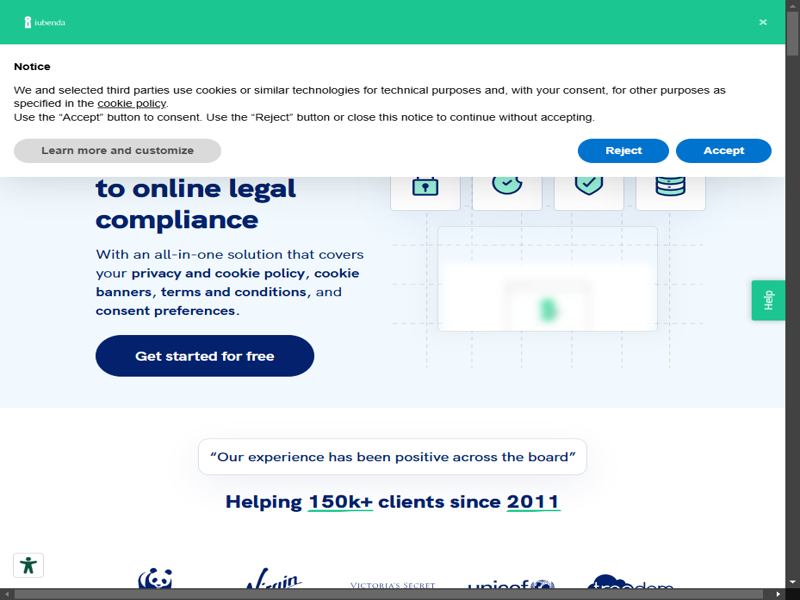 iubenda
×
Notice
We and selected third parties use cookies or similar technologies for technical purposes and, with your consent, for other purposes as
specified in the cookie policy.
Use the “Accept” button to consent. Use the “Reject” button or close this notice to continue without accepting.
Learn more and customize
Reject
Accept
to online legal
compliance
With an all-in-one solution that covers
your privacy and cookie policy, cookie
banners, terms and conditions, and
consent preferences.
Help
Get started for free
“Our experience has been positive across the board”
Helping 150k+ clients since 2011
Virgin
VICTORIA'S SECRET
unicef
treedom